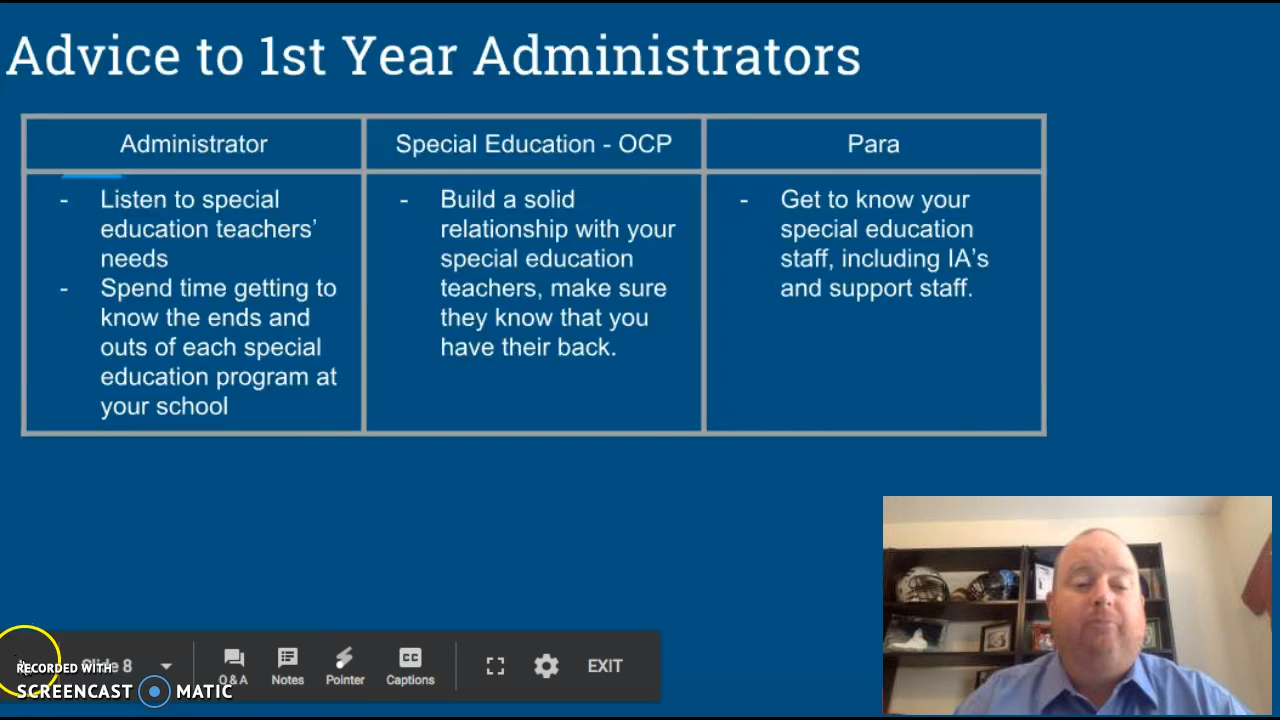 Advice to 1st Year Administrators
Administrator
Special Education - OCP
Para
- Listen to special
education teachers’
needs
- Spend time getting to
know the ends and
outs of each special
education program at
your school
- Build a solid
relationship with your
special education
teachers, make sure
they know that you
have their back.
- Get to know your
special education
staff, including IA’s
and support staff.
RECORDED WITH
SCREENCAST MATIC
Slide 8
Q&A
Notes
Pointer
CC
Captions
EXIT